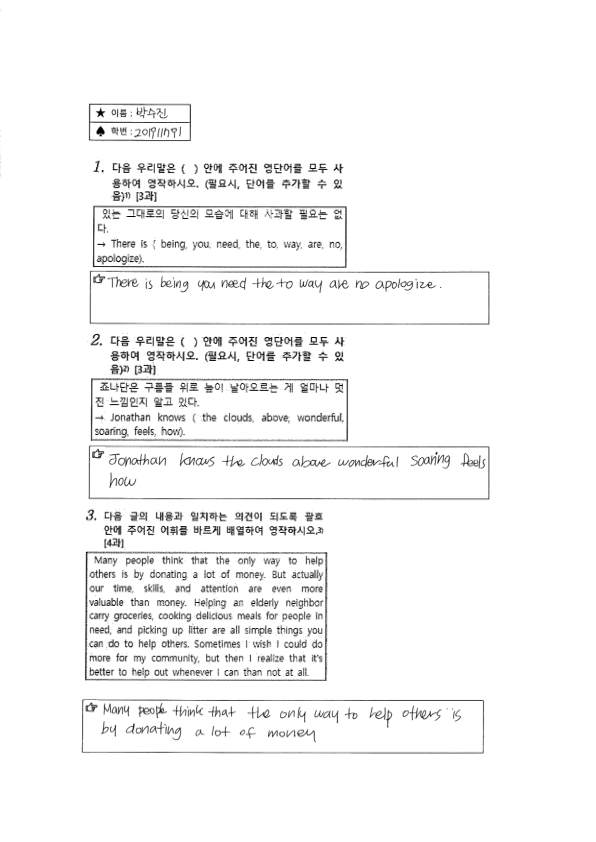 ★ 이름 : 박수진
♠ 학번 : 201911791
1. 다음 우리말은 ( ) 안에 주어진 영단어를 모두 사
용하여 영작하시오. (필요시, 단어를 추가할 수 있
음)1) [3과]
있는 그대로의 당신의 모습에 대해 사과할 필요는 없
다.
→ There is ( being, you, need, the, to, way, are, no,
apologize).
☞ There is being you need the to way are no apologize.
2. 다음 우리말은 ( ) 안에 주어진 영단어를 모두 사
용하여 영작하시오. (필요시, 단어를 추가할 수 있
음)2) [3과]
죠나단은 구름들 위로 높이 날아오르는 게 얼마나 멋
진 느낌인지 알고 있다.
→ Jonathan knows ( the clouds, above, wonderful,
soaring, feels, how).
☞ Jonathan knows the clouds above wonderful soaring feels
how
3. 다음 글의 내용과 일치하는 의견이 되도록 괄호
안에 주어진 어휘를 바르게 배열하여 영작하시오.3)
[4과]
Many people think that the only way to help
others is by donating a lot of money. But actually
our time, skills, and attention are even more
valuable than money. Helping an elderly neighbor
carry groceries, cooking delicious meals for people in
need, and picking up litter are all simple things you
can do to help others. Sometimes I wish I could do
more for my community, but then I realize that it's
better to help out whenever I can than not at all.
☞ Many people think that the only way to help others is
by donating a lot of money